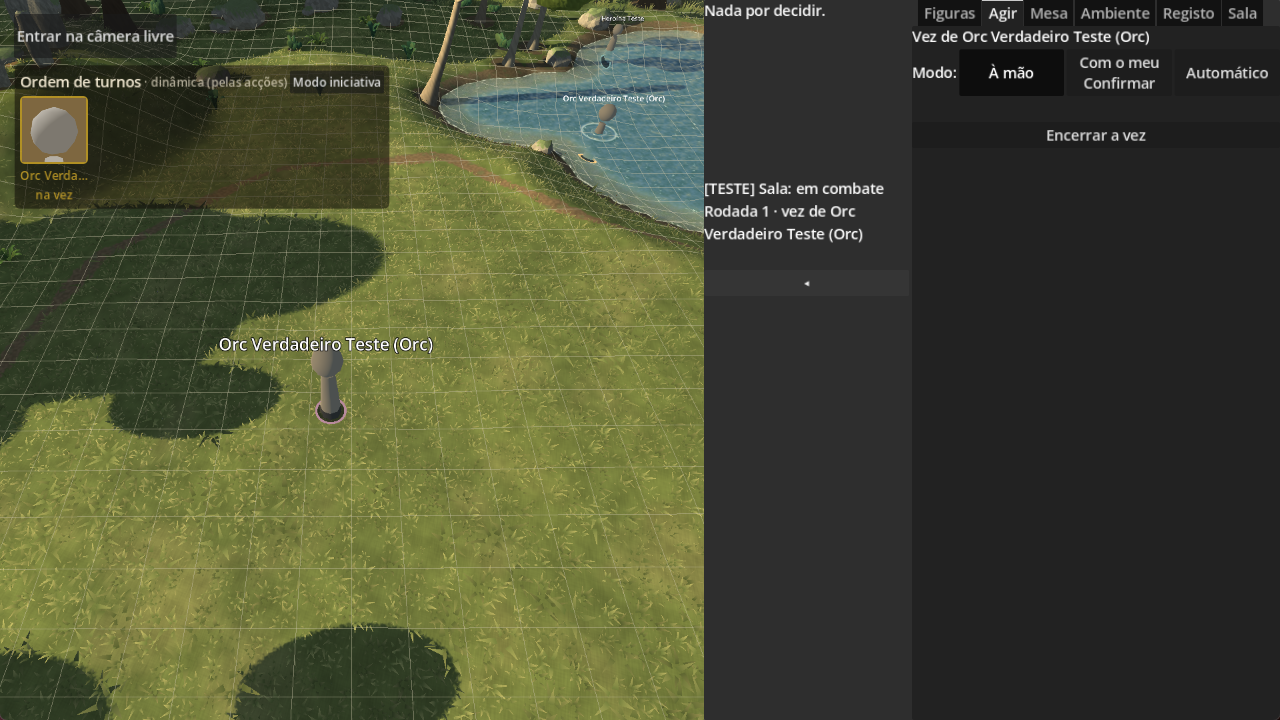 Entrar na câmera livre
Ordem de turnos · dinâmica (pelas acções) Modo iniciativa
Orc Verda...
na vez
Heroína Teste
Orc Verdadeiro Teste (Orc)
Orc Verdadeiro Teste (Orc)
Nada por decidir.
[TESTE] Sala: em combate
Rodada 1 · vez de Orc
Verdadeiro Teste (Orc)
Figuras Agir Mesa Ambiente Registo Sala
Vez de Orc Verdadeiro Teste (Orc)
Modo: À mão Com o meu Confirmar Automático
Encerrar a vez